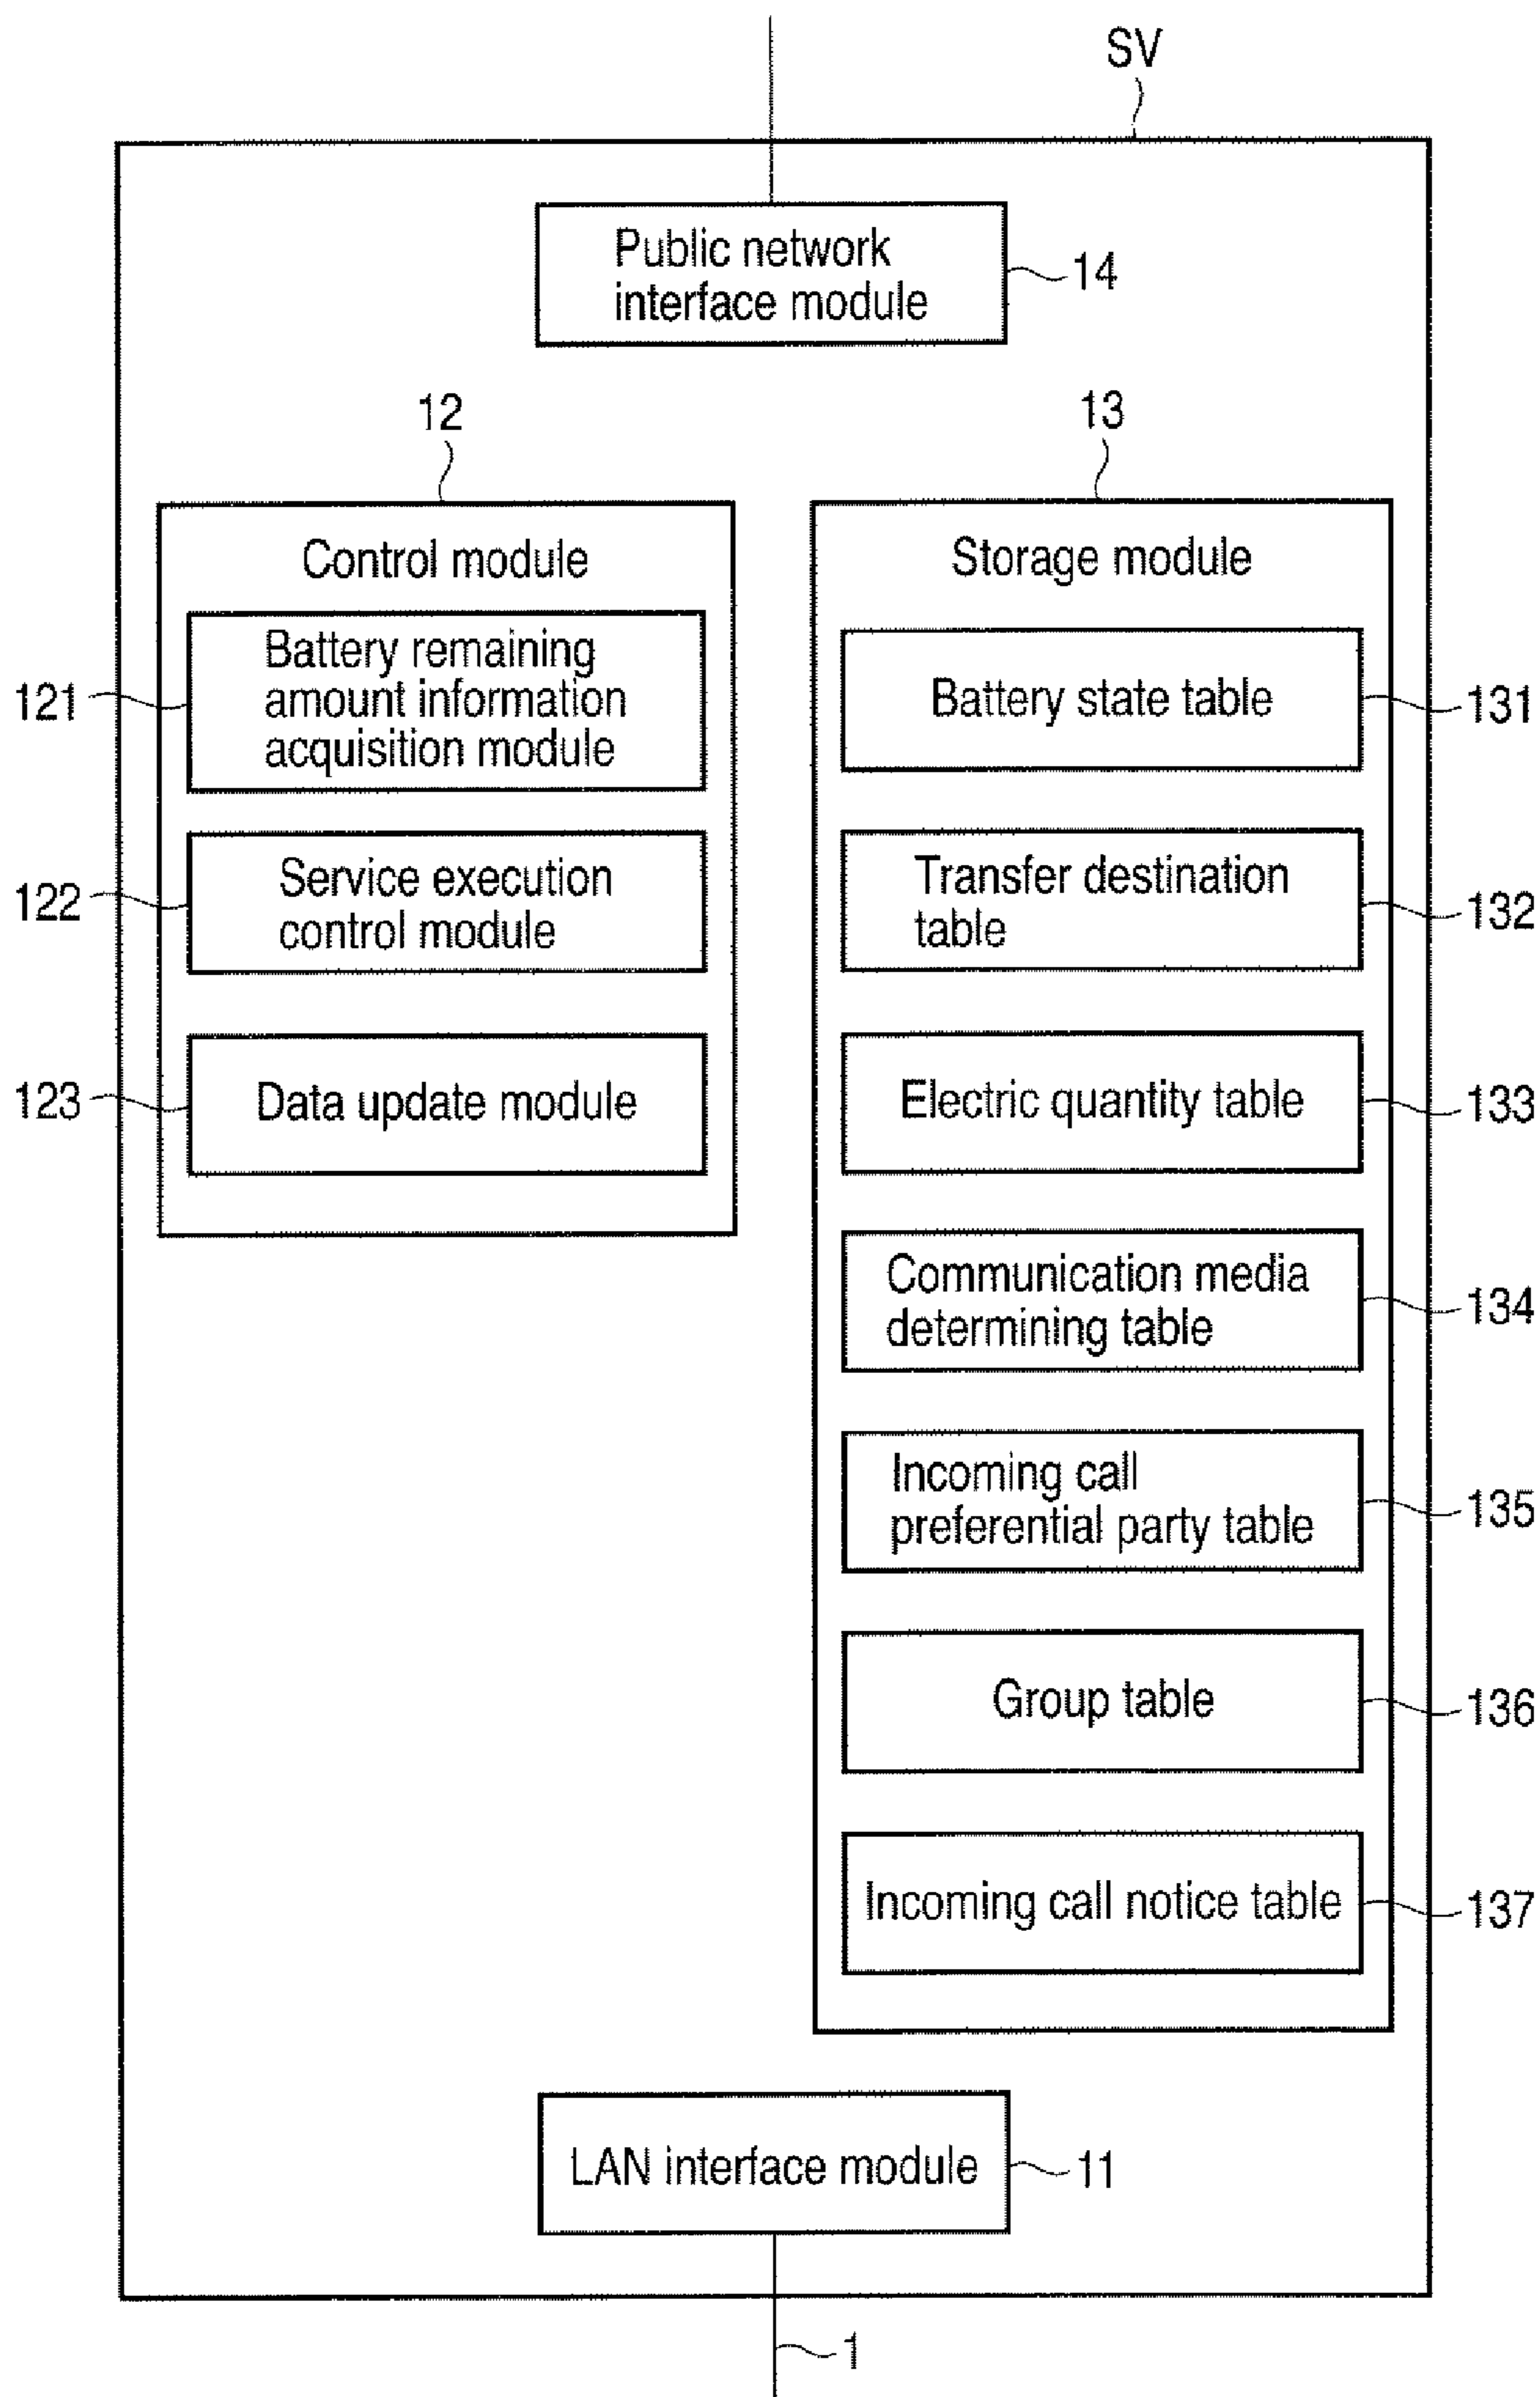 SV
Public network
interface module
14
12
13
Control module
Battery remaining
amount information
acquisition module
121
Service execution
control module
122
Data update module
123
Storage module
Battery state table
131
Transfer destination
table
132
Electric quantity table
133
Communication media
determining table
134
Incoming call
preferential party table
135
Group table
136
Incoming call notice table
137
LAN interface module
11
1